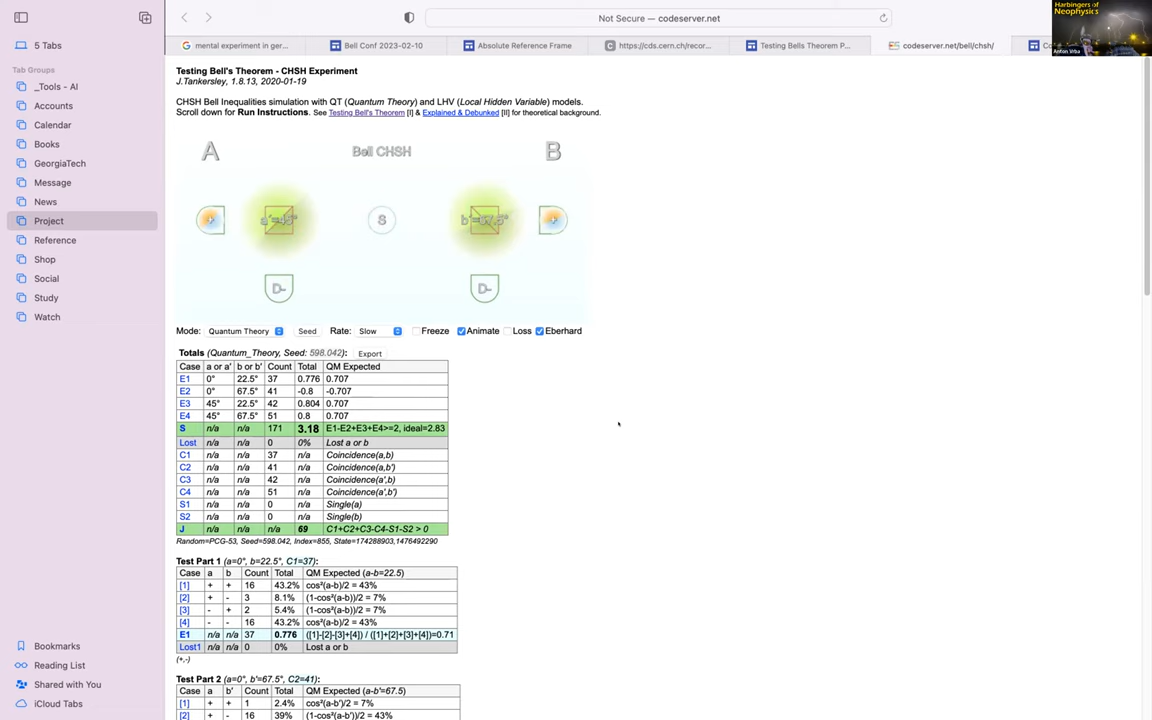 Not Secure — codeserver.net
Harbingers of
Neophysics
Anton Vrba
5 Tabs
Tab Groups
_Tools - AI
Accounts
Calendar
Books
GeorgiaTech
Message
News
Project
Reference
Shop
Social
Study
Watch
Bookmarks
Reading List
Shared with You
iCloud Tabs
mental experiment in ger...
Bell Conf 2023-02-10
Absolute Reference Frame
https://cds.cern.ch/recor...
Testing Bells Theorem P...
codeserver.net/bell/chsh/
Testing Bell's Theorem - CHSH Experiment
J.Tankersley, 1.8.13, 2020-01-19
CHSH Bell Inequalities simulation with QT (Quantum Theory) and LHV (Local Hidden Variable) models.
Scroll down for Run Instructions. See Testing Bell's Theorem [I] & Explained & Debunked [II] for theoretical background.
A Bell CHSH B
+ a'=45° S b'=67.5° +
D- D-
Mode: Quantum Theory Seed Rate: Slow Freeze Animate Loss Eberhard
Totals (Quantum_Theory, Seed: 598.042): Export
Case a or a' b or b' Count Total QM Expected
E1 0° 22.5° 37 0.776 0.707
E2 0° 67.5° 41 -0.8 -0.707
E3 45° 22.5° 42 0.804 0.707
E4 45° 67.5° 51 0.8 0.707
S n/a n/a 171 3.18 E1-E2+E3+E4>=2, ideal=2.83
Lost n/a n/a 0 0% Lost a or b
C1 n/a n/a 37 n/a Coincidence(a,b)
C2 n/a n/a 41 n/a Coincidence(a,b')
C3 n/a n/a 42 n/a Coincidence(a',b)
C4 n/a n/a 51 n/a Coincidence(a',b')
S1 n/a n/a 0 n/a Single(a)
S2 n/a n/a 0 n/a Single(b)
J n/a n/a n/a 69 C1+C2+C3-C4-S1-S2 > 0
Random=PCG-53, Seed=598.042, Index=855, State=174288903,1476492290
Test Part 1 (a=0°, b=22.5°, C1=37):
Case a b Count Total QM Expected (a-b=22.5)
[1] + + 16 43.2% cos²(a-b)/2 = 43%
[2] + - 3 8.1% (1-cos²(a-b))/2 = 7%
[3] - + 2 5.4% (1-cos²(a-b))/2 = 7%
[4] - - 16 43.2% cos²(a-b)/2 = 43%
E1 n/a n/a 37 0.776 ([1]-[2]-[3]+[4]) / ([1]+[2]+[3]+[4])=0.71
Lost1 n/a n/a 0 0% Lost a or b
(+,-)
Test Part 2 (a=0°, b'=67.5°, C2=41):
Case a b' Count Total QM Expected (a-b'=67.5)
[1] + + 1 2.4% cos²(a-b')/2 = 7%
[2] + - 16 39% (1-cos²(a-b'))/2 = 43%